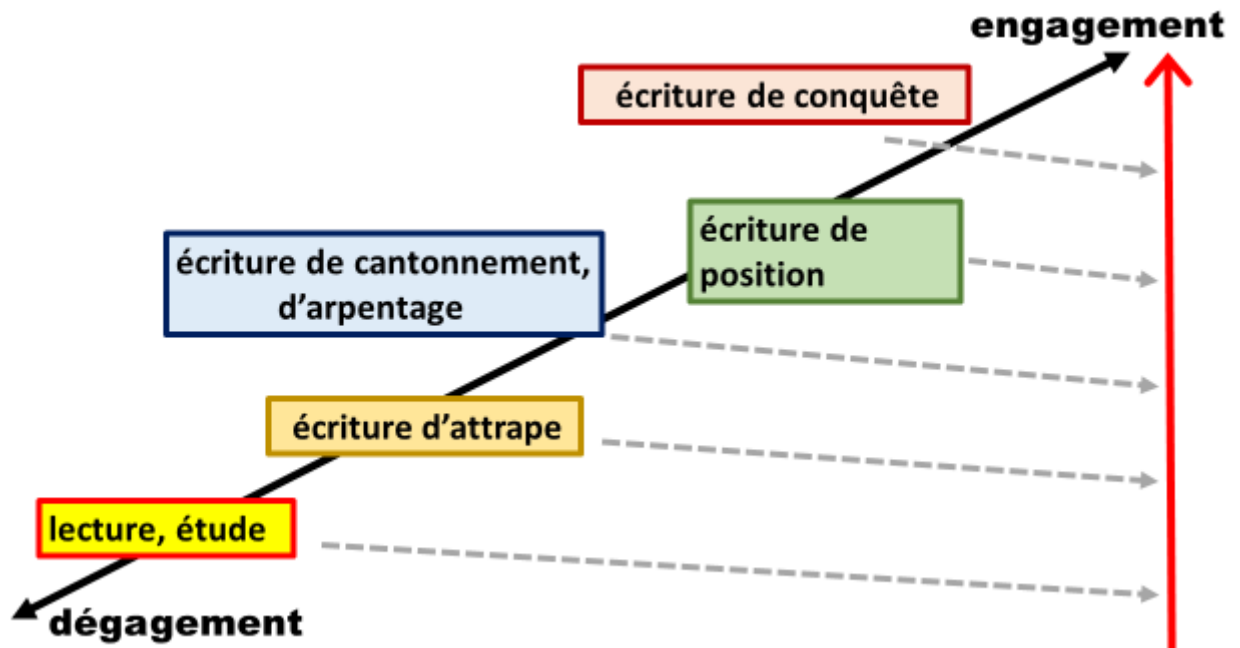 engagement
écriture de conquête
écriture de
position
écriture de cantonnement,
d’arpentage
écriture d’attrape
lecture, étude
dégagement